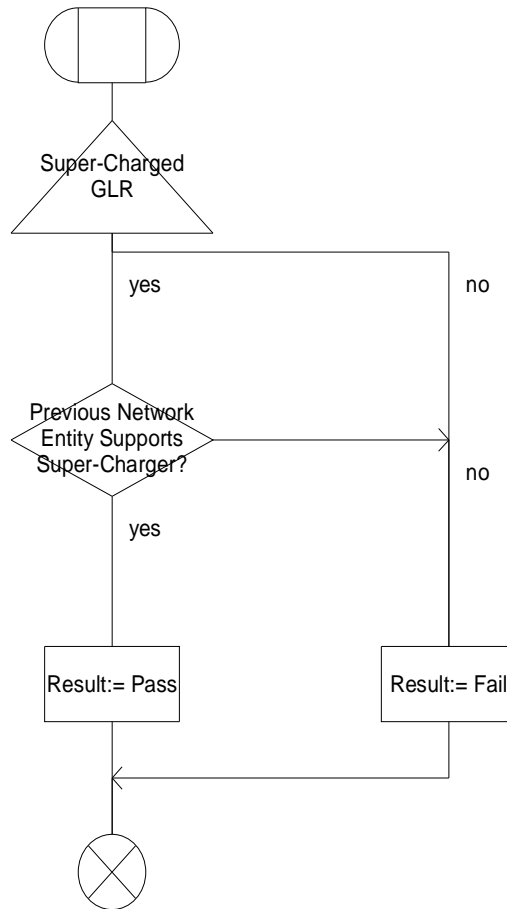 Super-Charged
GLR
yes
no
Previous Network
Entity Supports
Super-Charger?
no
yes
Result:= Pass
Result:= Fail